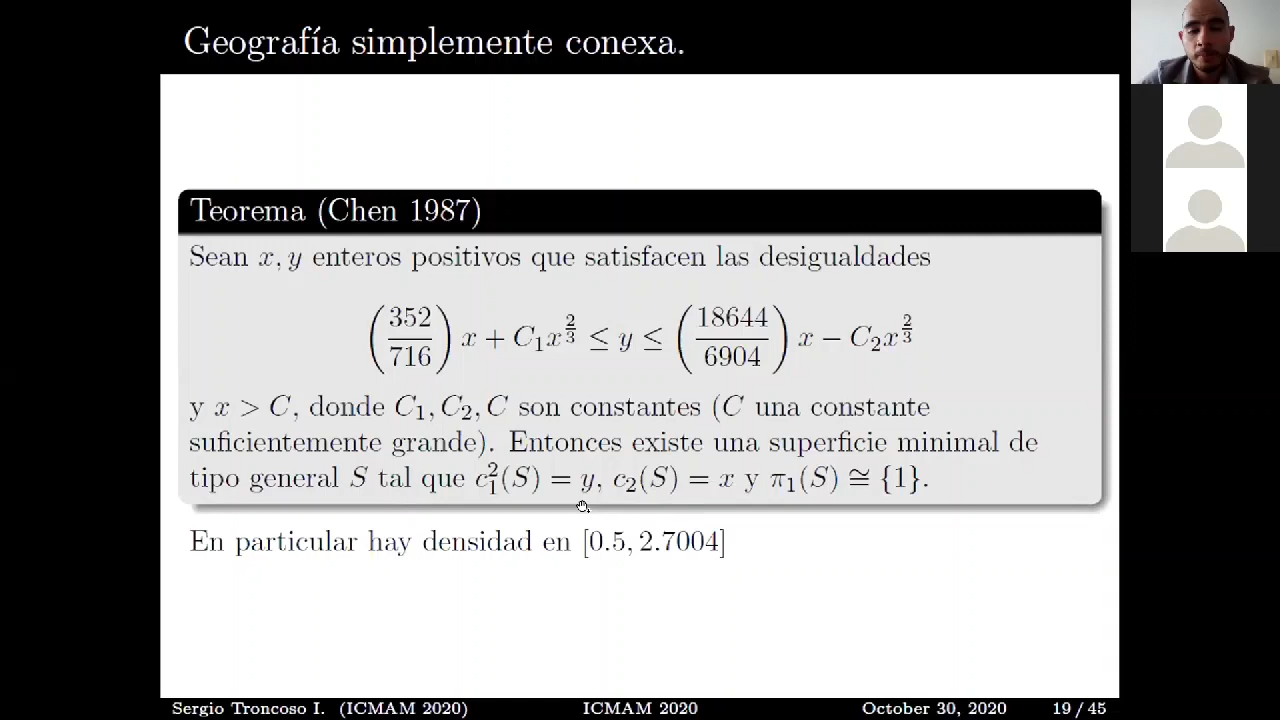 Geografía simplemente conexa.
Teorema (Chen 1987)
Sean x, y enteros positivos que satisfacen las desigualdades
(352/716) x + C₁x^(2/3) ≤ y ≤ (18644/6904) x − C₂x^(2/3)
y x > C, donde C₁, C₂, C son constantes (C una constante
suficientemente grande). Entonces existe una superficie minimal de
tipo general S tal que c₁²(S) = y, c₂(S) = x y π₁(S) ≅ {1}.
En particular hay densidad en [0.5, 2.7004]
Sergio Troncoso I. (ICMAM 2020) ICMAM 2020 October 30, 2020 19 / 45